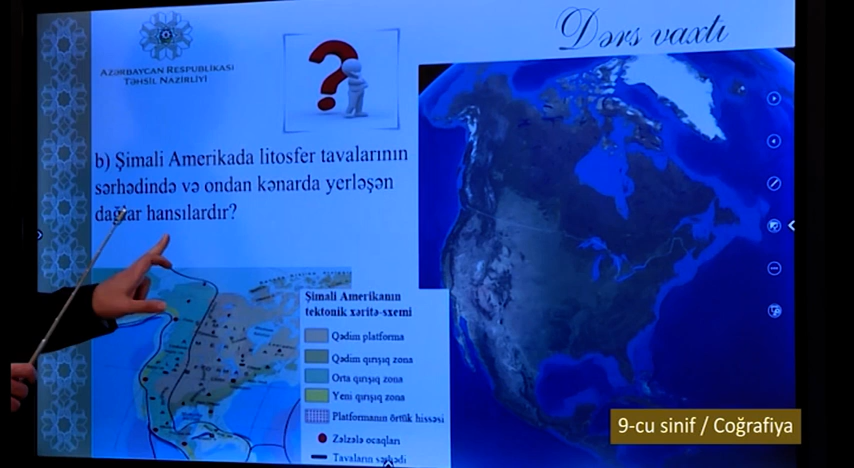 Dərs vaxtı
AZƏRBAYCAN RESPUBLİKASI
TƏHSİL NAZİRLİYİ
b) Şimali Amerikada litosfer tavalarının
sərhədində və ondan kənarda yerləşən
dağlar hansılardır?
Şimali Amerikanın
tektonik xəritə-sxemi
Qədim platforma
Qədim qırışıq zona
Orta qırışıq zona
Yeni qırışıq zona
Platformanın örtük hissəsi
Zəlzələ ocaqları
Tavaların sərhədi
9-cu sinif / Coğrafiya